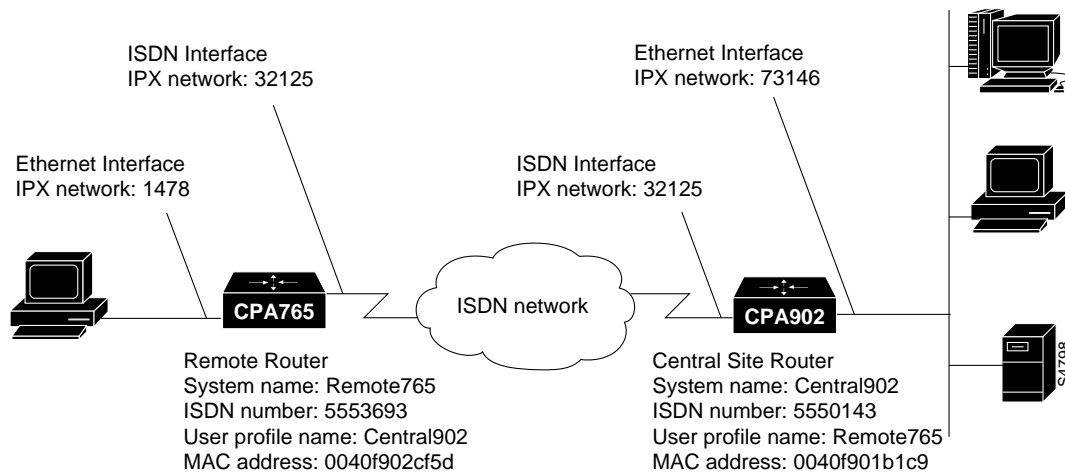 ISDN Interface
IPX network: 32125
Ethernet Interface
IPX network: 73146
Ethernet Interface
IPX network: 1478
ISDN Interface
IPX network: 32125
CPA765
ISDN network
CPA902
Remote Router
System name: Remote765
ISDN number: 5553693
User profile name: Central902
MAC address: 0040f902cf5d
Central Site Router
System name: Central902
ISDN number: 5550143
User profile name: Remote765
MAC address: 0040f901b1c9
S4798